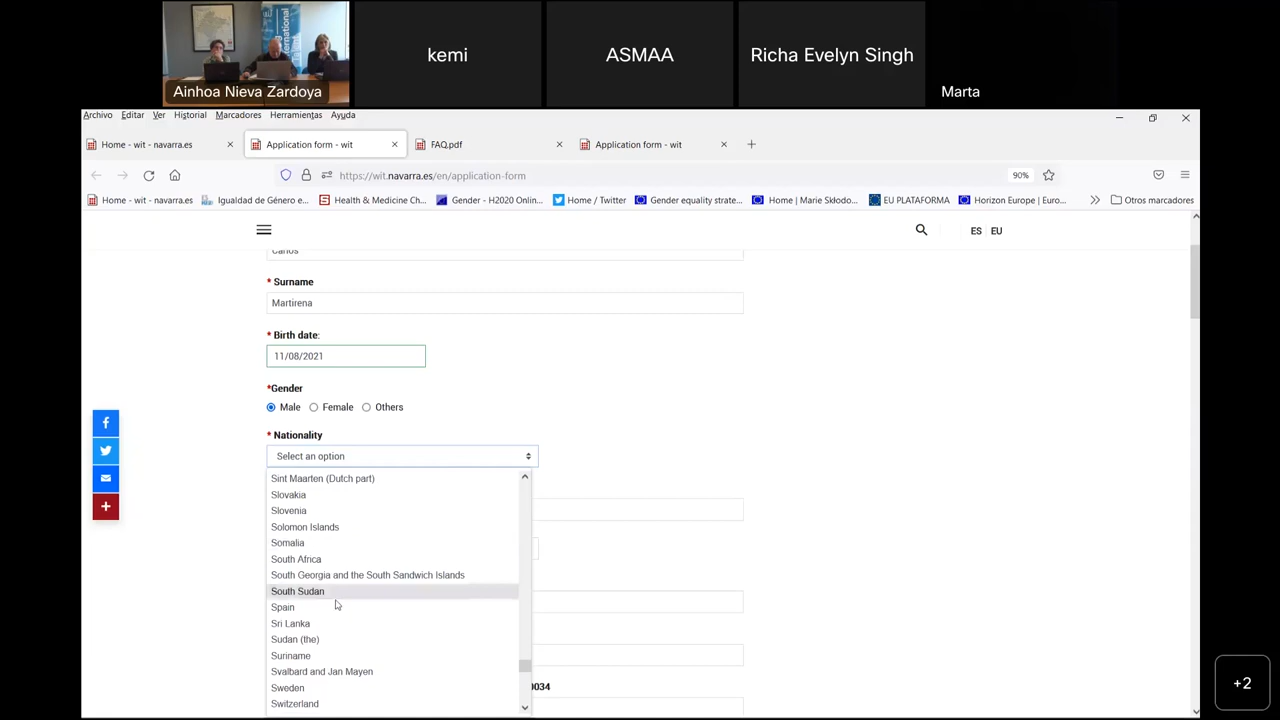 International
Ainhoa Nieva Zardoya
kemi
ASMAA
Richa Evelyn Singh
Marta
Archivo Editar Ver Historial Marcadores Herramientas Ayuda
Home - wit - navarra.es
Application form - wit
FAQ.pdf
Application form - wit
https://wit.navarra.es/en/application-form
90%
Home - wit - navarra.es
Igualdad de Género e...
Health & Medicine Ch...
Gender - H2020 Onlin...
Home / Twitter
Gender equality strate...
Home | Marie Skłodo...
EU PLATAFORMA
Horizon Europe | Euro...
Otros marcadores
ES EU
Carlos
* Surname
Martirena
* Birth date:
11/08/2021
*Gender
Male Female Others
* Nationality
Select an option
Sint Maarten (Dutch part)
Slovakia
Slovenia
Solomon Islands
Somalia
South Africa
South Georgia and the South Sandwich Islands
South Sudan
Spain
Sri Lanka
Sudan (the)
Suriname
Svalbard and Jan Mayen
Sweden
0034
Switzerland
+2